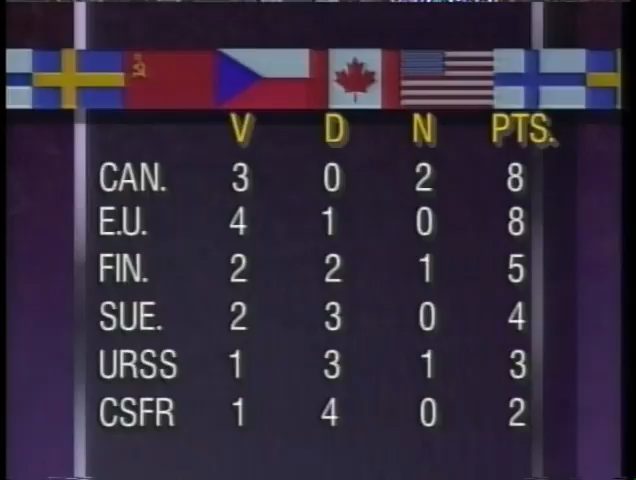 V D N PTS.
CAN. 3 0 2 8
E.U. 4 1 0 8
FIN. 2 2 1 5
SUE. 2 3 0 4
URSS 1 3 1 3
CSFR 1 4 0 2